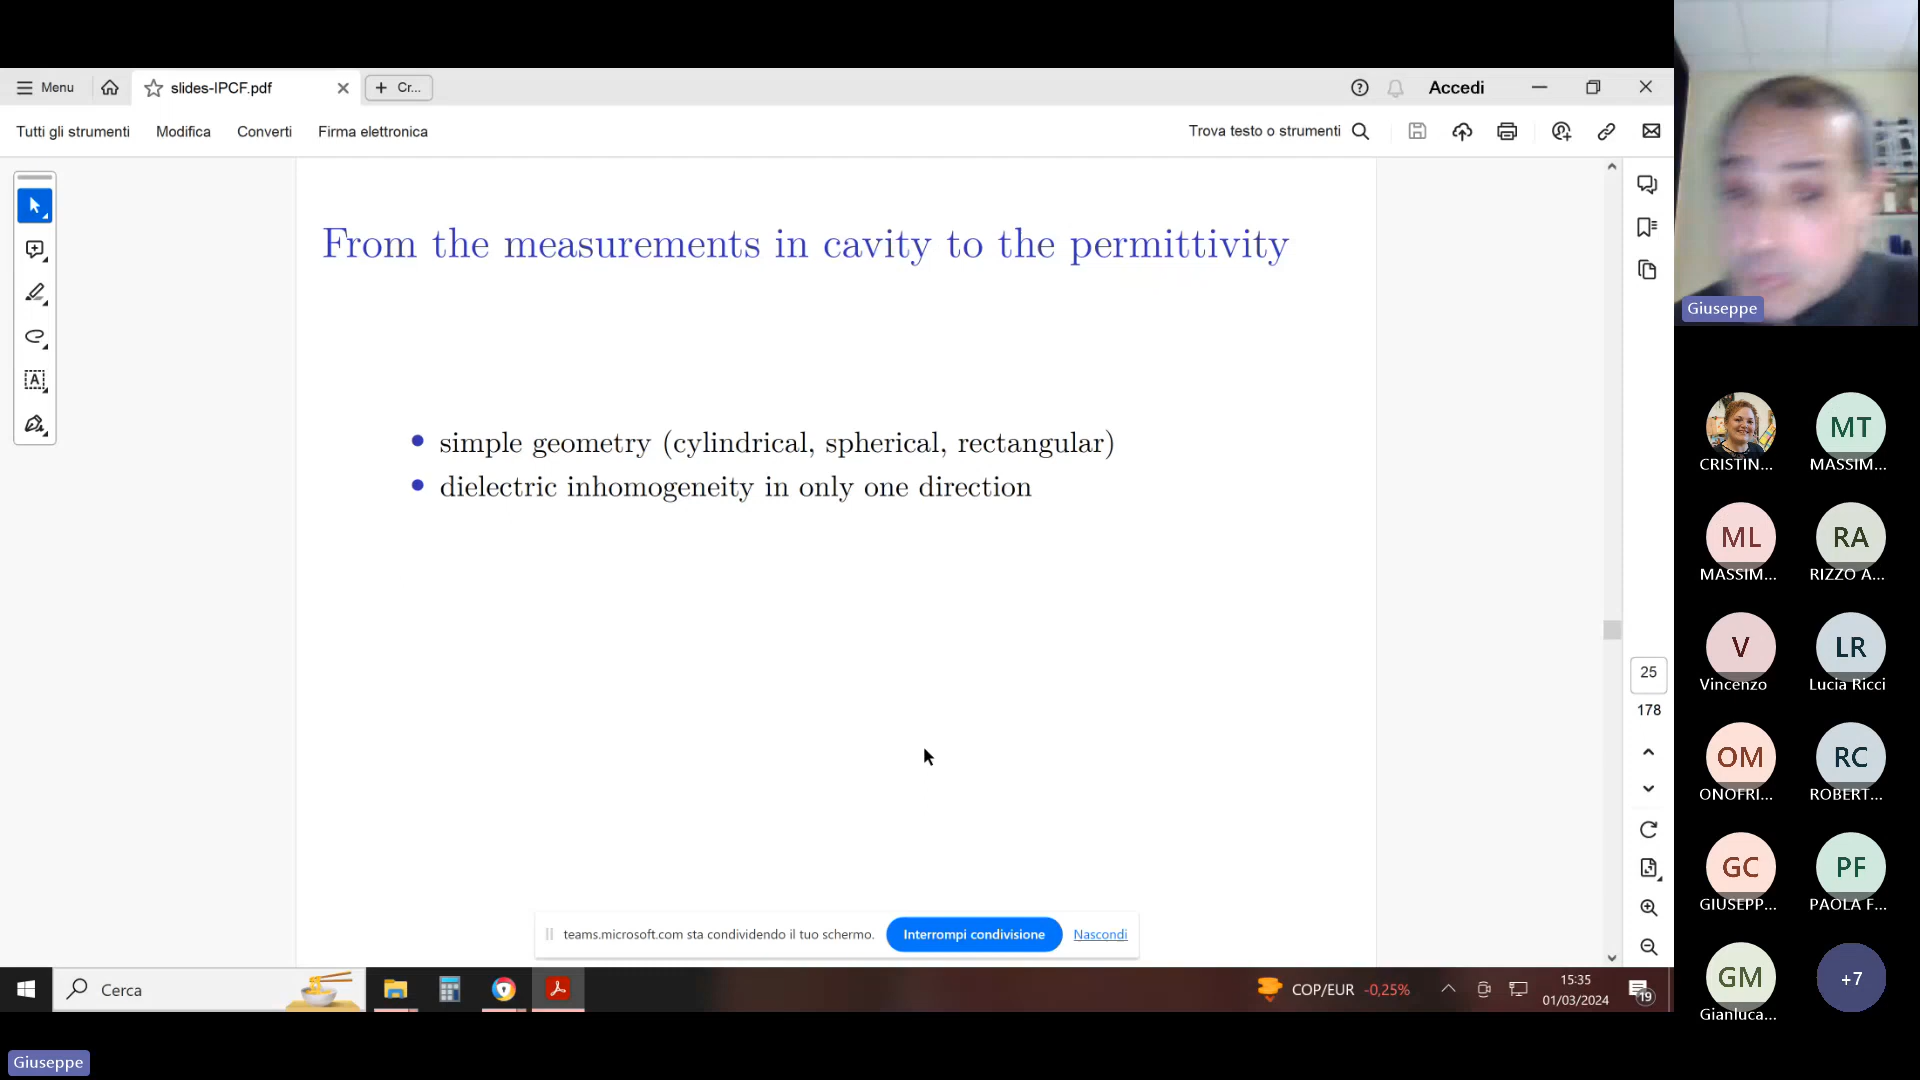 Menu
slides-IPCF.pdf
Cr...
Accedi
Tutti gli strumenti
Modifica
Converti
Firma elettronica
Trova testo o strumenti
From the measurements in cavity to the permittivity
simple geometry (cylindrical, spherical, rectangular)
dielectric inhomogeneity in only one direction
25
178
teams.microsoft.com sta condividendo il tuo schermo.
Interrompi condivisione
Nascondi
Cerca
COP/EUR -0,25%
15:35
01/03/2024
19
Giuseppe
Giuseppe
CRISTIN...
MT
MASSIM...
ML
MASSIM...
RA
RIZZO A...
V
Vincenzo
LR
Lucia Ricci
OM
ONOFRI...
RC
ROBERT...
GC
GIUSEPP...
PF
PAOLA F...
GM
Gianluca...
+7